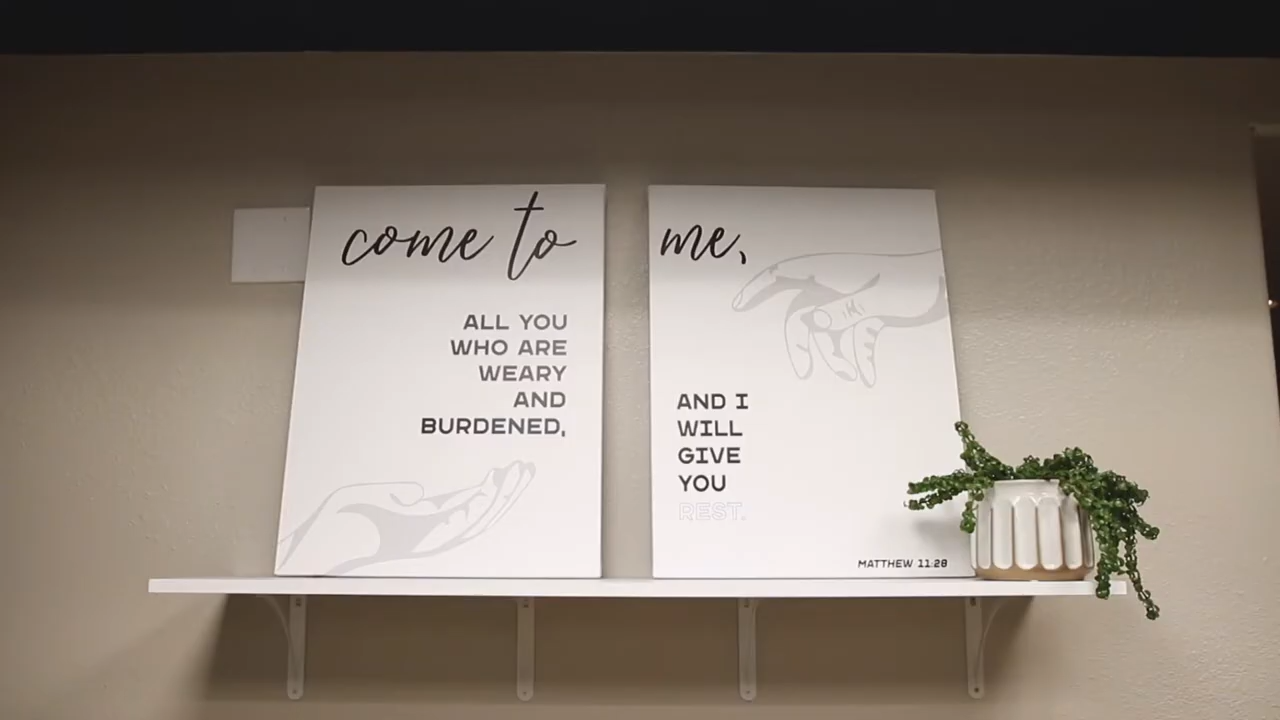 come to
ALL YOU
WHO ARE
WEARY
AND
BURDENED,
me,
AND I
WILL
GIVE
YOU
REST.
MATTHEW 11:28